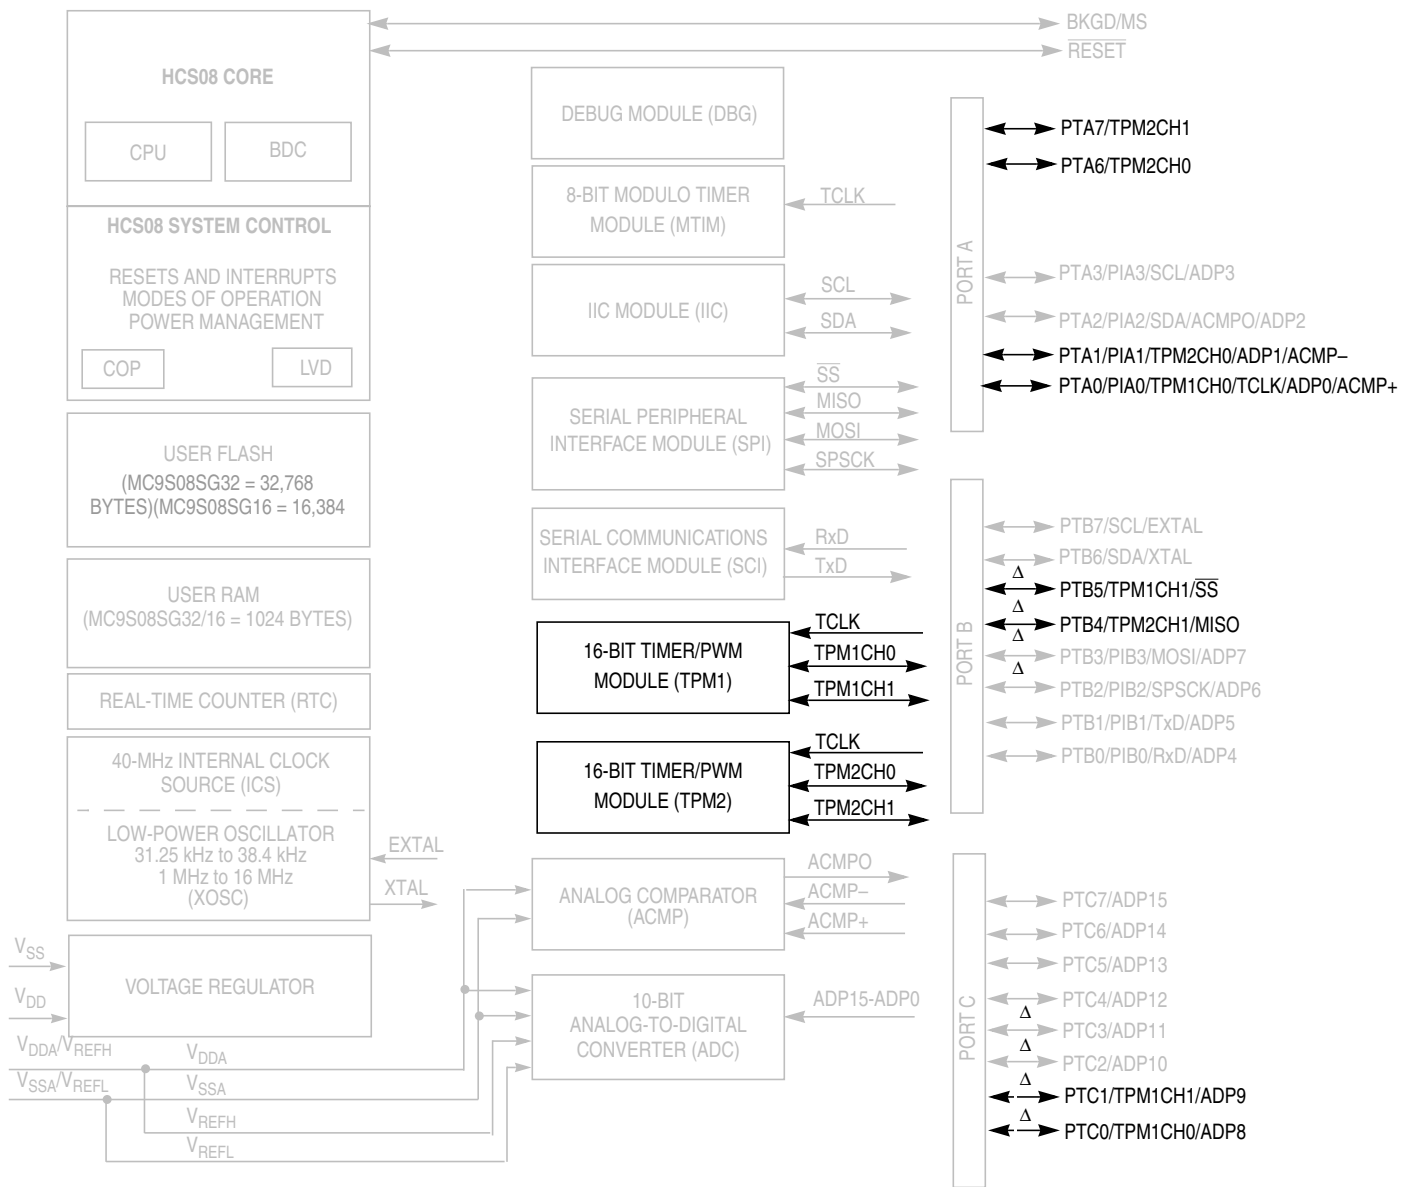 BKGD/MS
RESET
HCS08 CORE
CPU
BDC
HCS08 SYSTEM CONTROL
RESETS AND INTERRUPTS
MODES OF OPERATION
POWER MANAGEMENT
COP
LVD
USER FLASH
(MC9S08SG32 = 32,768
BYTES)(MC9S08SG16 = 16,384
USER RAM
(MC9S08SG32/16 = 1024 BYTES)
REAL-TIME COUNTER (RTC)
40-MHz INTERNAL CLOCK
SOURCE (ICS)
LOW-POWER OSCILLATOR
31.25 kHz to 38.4 kHz
1 MHz to 16 MHz
(XOSC)
EXTAL
XTAL
VSS
VDD
VOLTAGE REGULATOR
VDDA/VREFH
VSSA/VREFL
VDDA
VSSA
VREFH
VREFL
DEBUG MODULE (DBG)
8-BIT MODULO TIMER
MODULE (MTIM)
TCLK
IIC MODULE (IIC)
SCL
SDA
SERIAL PERIPHERAL
INTERFACE MODULE (SPI)
SS
MISO
MOSI
SPSCK
SERIAL COMMUNICATIONS
INTERFACE MODULE (SCI)
RxD
TxD
16-BIT TIMER/PWM
MODULE (TPM1)
TCLK
TPM1CH0
TPM1CH1
16-BIT TIMER/PWM
MODULE (TPM2)
TCLK
TPM2CH0
TPM2CH1
ANALOG COMPARATOR
(ACMP)
ACMPO
ACMP–
ACMP+
10-BIT
ANALOG-TO-DIGITAL
CONVERTER (ADC)
ADP15-ADP0
PORT A
PTA7/TPM2CH1
PTA6/TPM2CH0
PTA3/PIA3/SCL/ADP3
PTA2/PIA2/SDA/ACMPO/ADP2
PTA1/PIA1/TPM2CH0/ADP1/ACMP–
PTA0/PIA0/TPM1CH0/TCLK/ADP0/ACMP+
PORT B
PTB7/SCL/EXTAL
PTB6/SDA/XTAL
Δ
PTB5/TPM1CH1/SS
Δ
PTB4/TPM2CH1/MISO
Δ
PTB3/PIB3/MOSI/ADP7
Δ
PTB2/PIB2/SPSCK/ADP6
PTB1/PIB1/TxD/ADP5
PTB0/PIB0/RxD/ADP4
PORT C
PTC7/ADP15
PTC6/ADP14
PTC5/ADP13
PTC4/ADP12
Δ
PTC3/ADP11
Δ
PTC2/ADP10
Δ
PTC1/TPM1CH1/ADP9
Δ
PTC0/TPM1CH0/ADP8